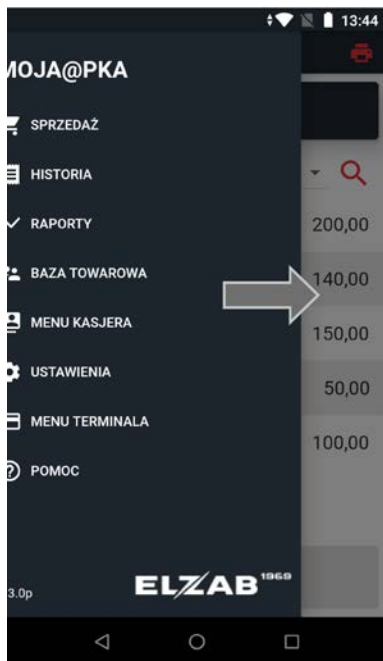 13:44
MOJA@PKA
SPRZEDAŻ
HISTORIA
200,00
RAPORTY
140,00
BAZA TOWAROWA
150,00
MENU KASJERA
50,00
USTAWIENIA
100,00
MENU TERMINALA
POMOC
3.0p
ELZAB 1969